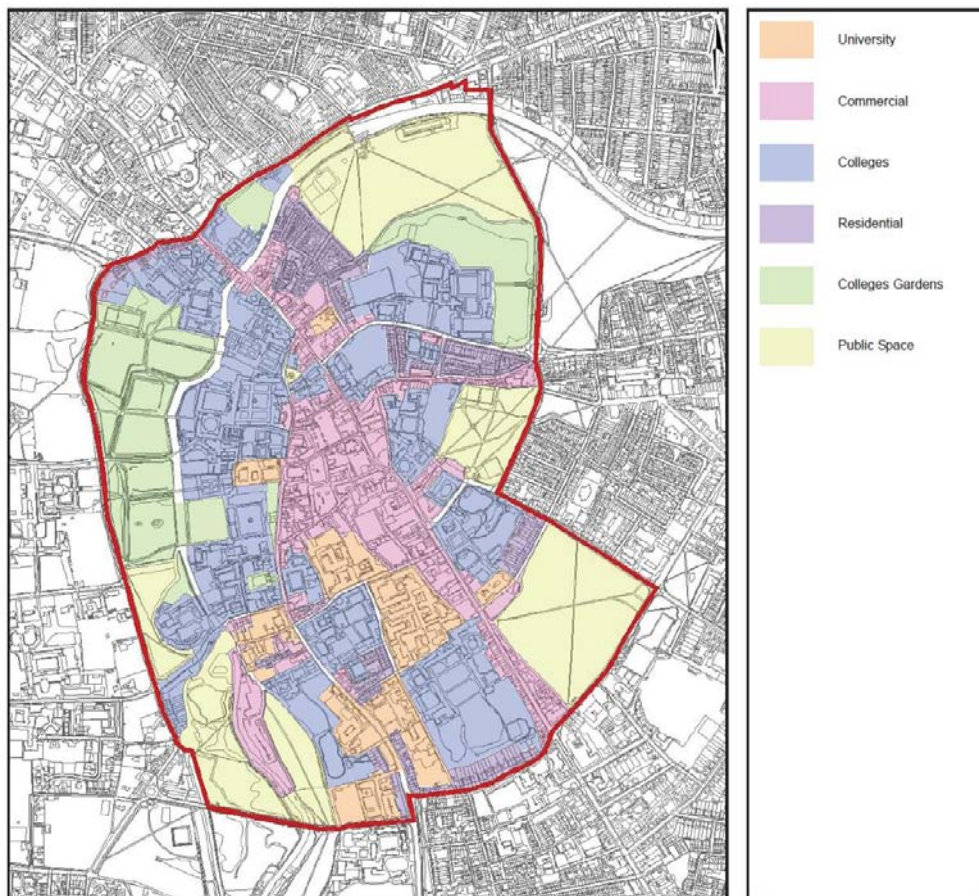 University
Commercial
Colleges
Residential
Colleges Gardens
Public Space